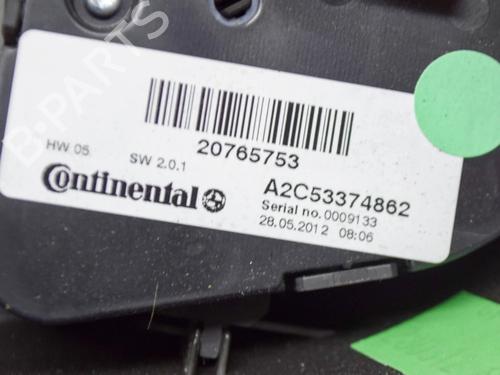 B-PARTS
20765753
HW 05 SW 2.0.1
Continental
A2C53374862
Serial no. 0009133
28.05.2012 08:06